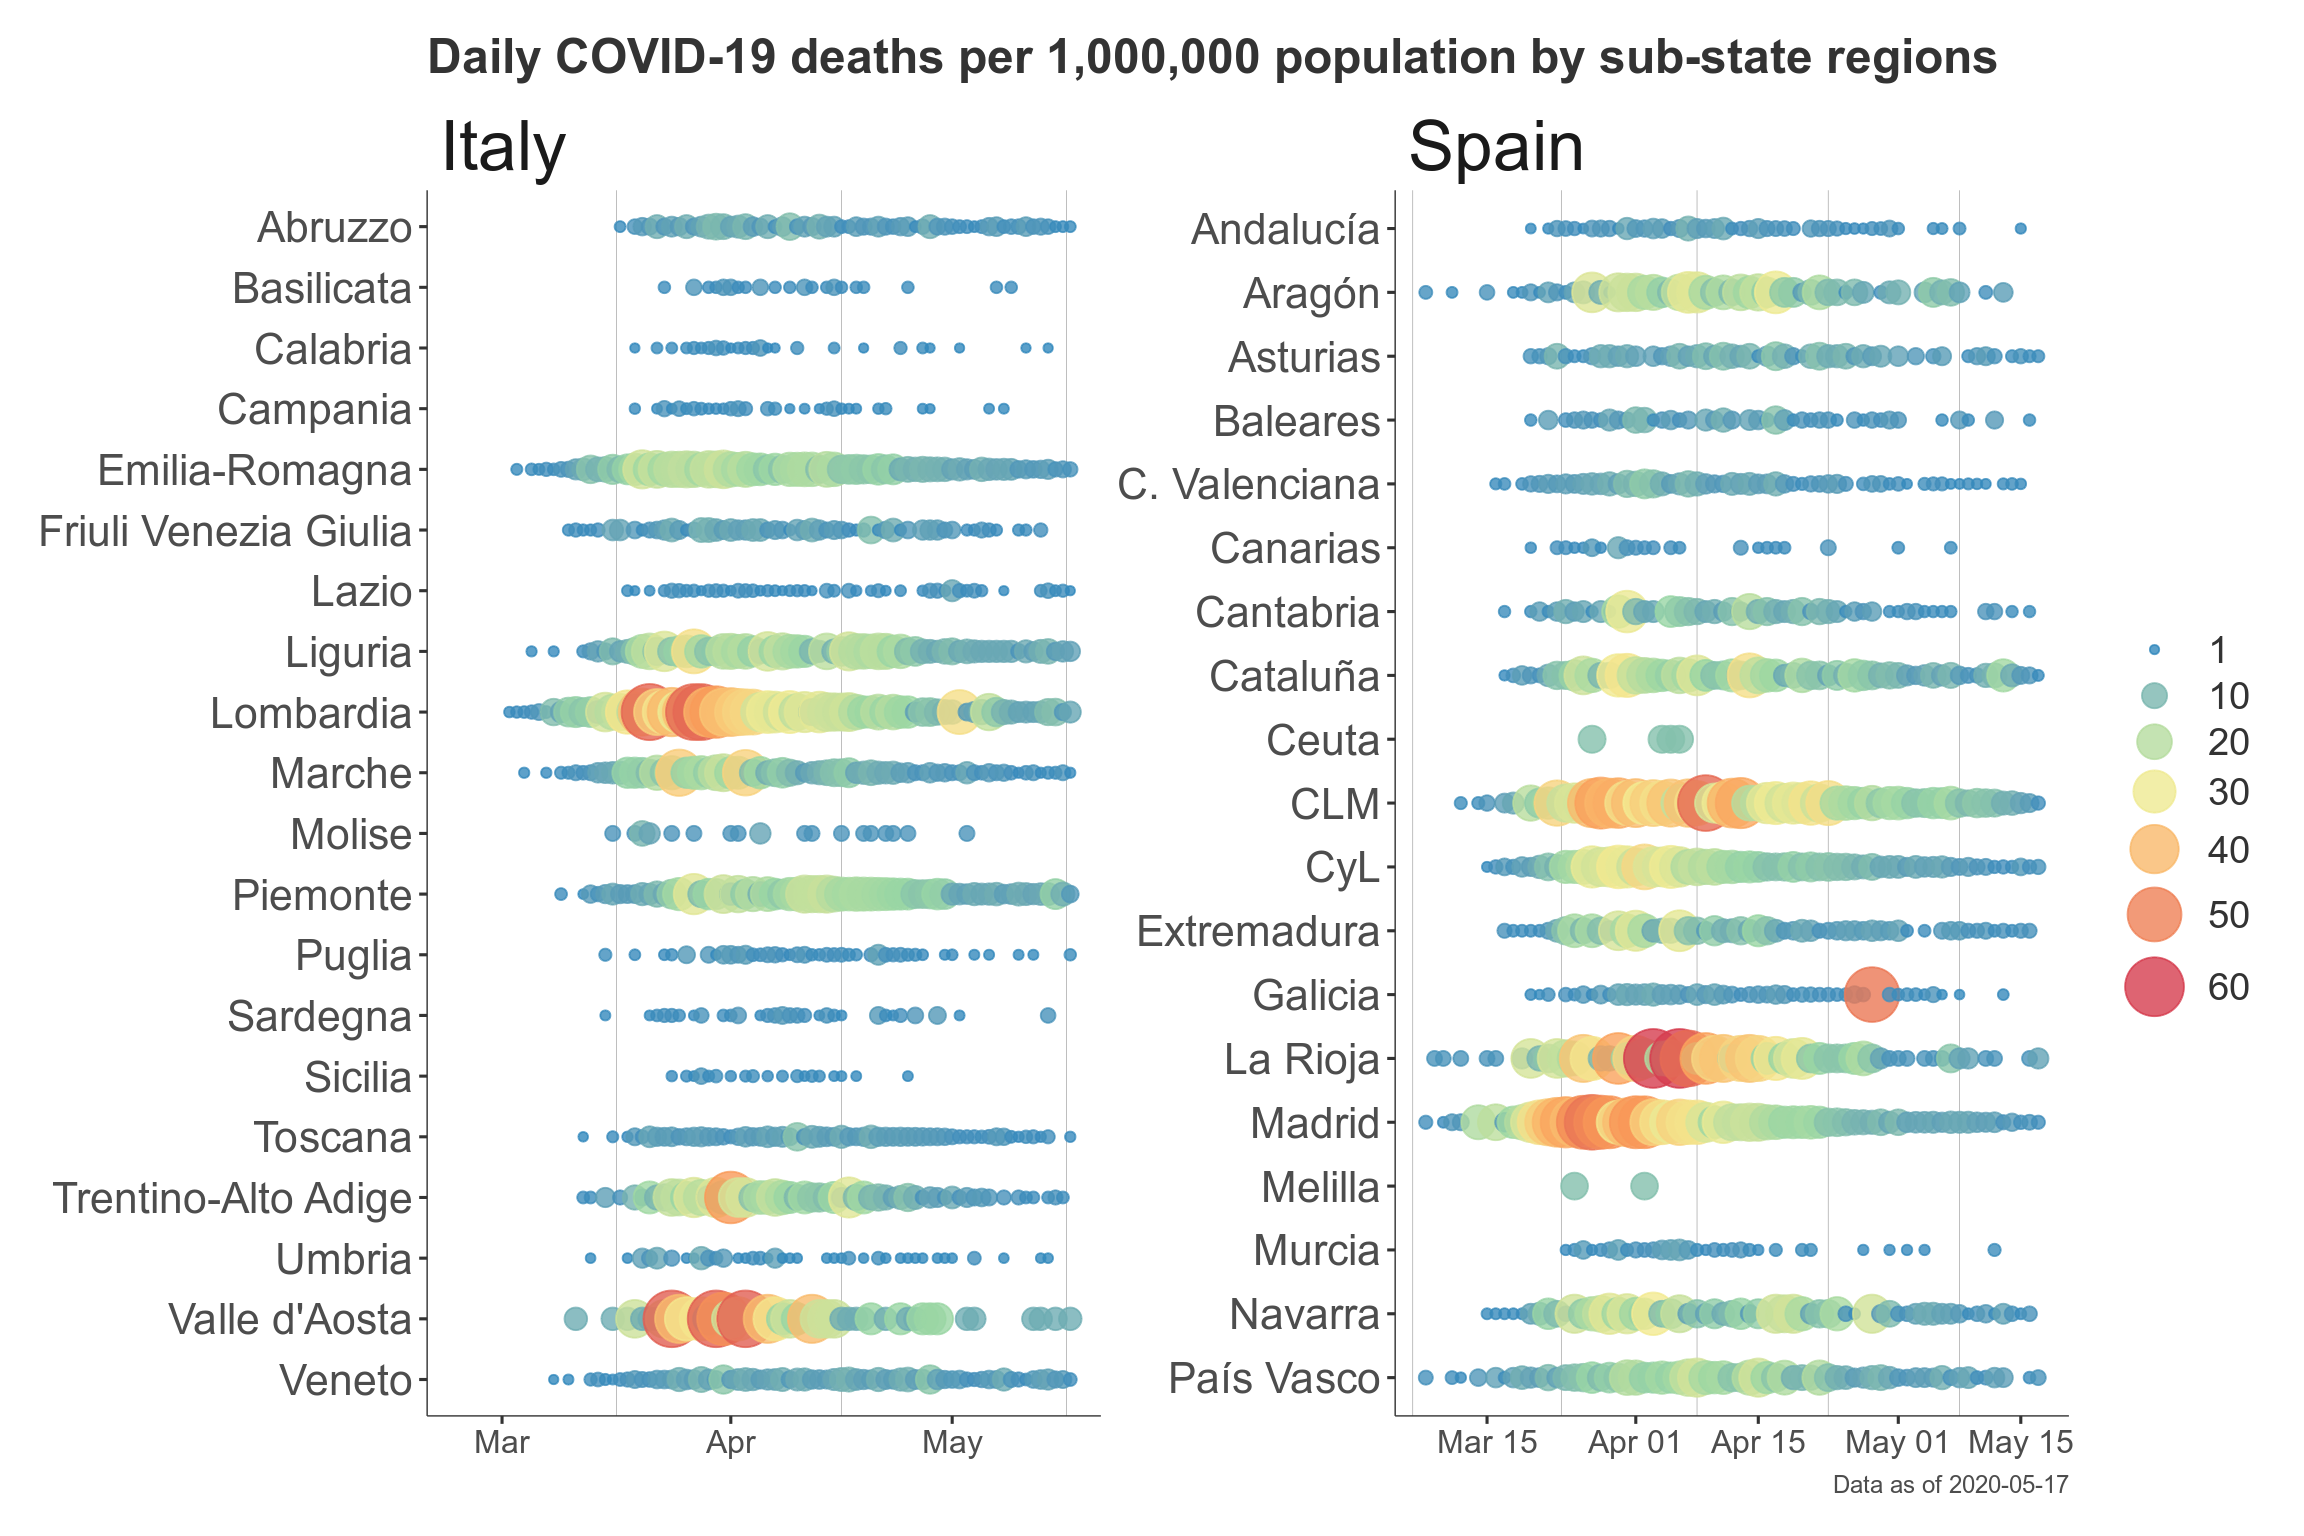 Daily COVID-19 deaths per 1,000,000 population by sub-state regions
Italy
Abruzzo
Basilicata
Calabria
Campania
Emilia-Romagna
Friuli Venezia Giulia
Lazio
Liguria
Lombardia
Marche
Molise
Piemonte
Puglia
Sardegna
Sicilia
Toscana
Trentino-Alto Adige
Umbria
Valle d'Aosta
Veneto
Mar Apr May
Spain
Andalucía
Aragón
Asturias
Baleares
C. Valenciana
Canarias
Cantabria
Cataluña
Ceuta
CLM
CyL
Extremadura
Galicia
La Rioja
Madrid
Melilla
Murcia
Navarra
País Vasco
Mar 15 Apr 01 Apr 15 May 01 May 15
1
10
20
30
40
50
60
Data as of 2020-05-17